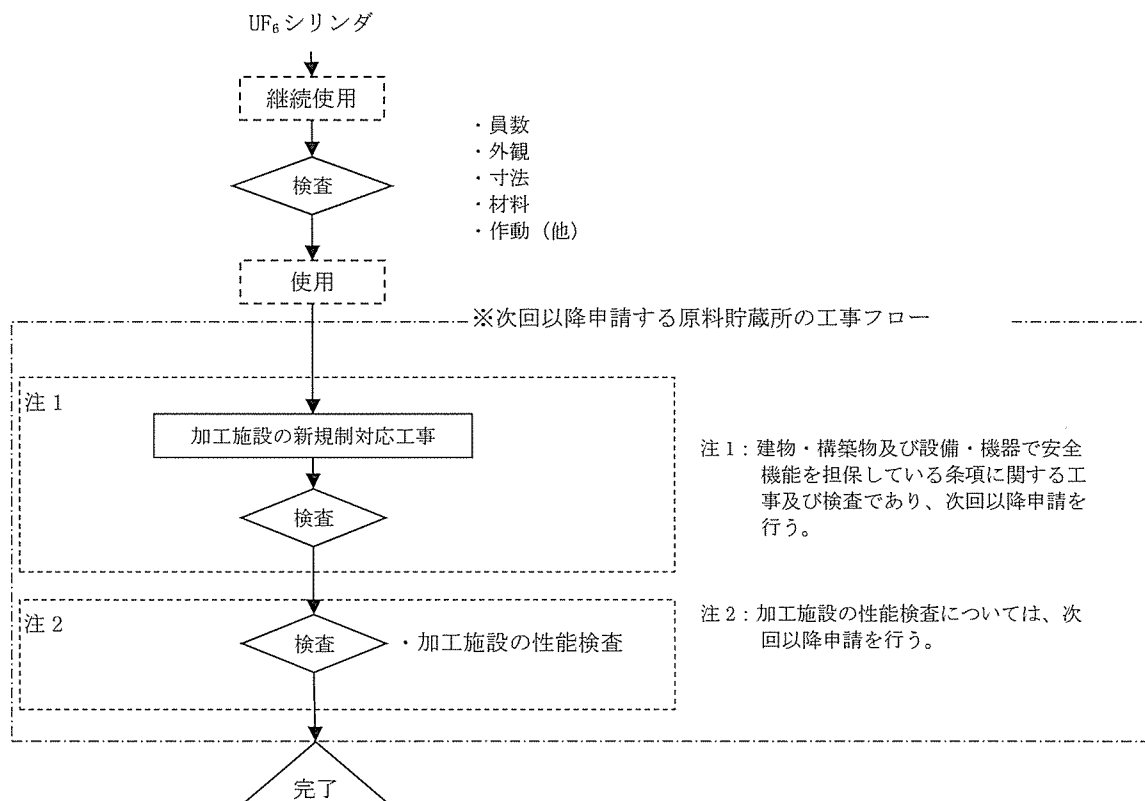 UF₆シリンダ
継続使用
検査
・員数
・外観
・寸法
・材料
・作動（他）
使用
※次回以降申請する原料貯蔵所の工事フロー
注1
加工施設の新規制対応工事
検査
注1：建物・構築物及び設備・機器で安全
機能を担保している条項に関する工
事及び検査であり、次回以降申請を
行う。
注2
検査
・加工施設の性能検査
注2：加工施設の性能検査については、次
回以降申請を行う。
完了